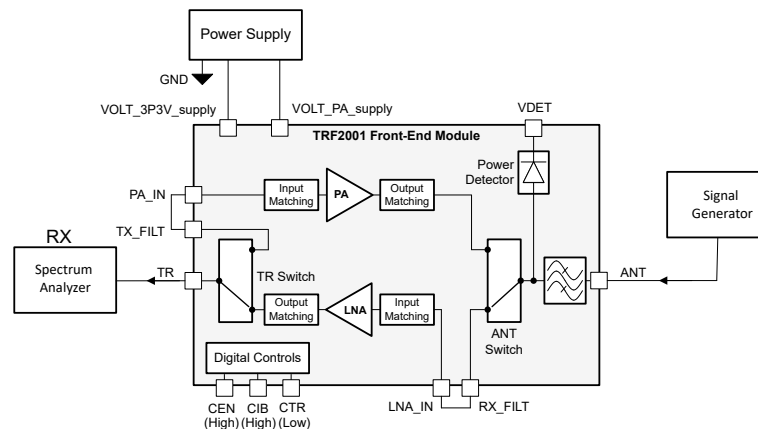 Power Supply
GND
VOLT_3P3V_supply
VOLT_PA_supply
VDET
TRF2001 Front-End Module
Power
Detector
PA_IN
Input
Matching
PA
Output
Matching
Signal
Generator
TX_FILT
RX
Spectrum
Analyzer
TR
TR Switch
ANT
Output
Matching
LNA
Input
Matching
ANT
Switch
Digital Controls
CEN
(High)
CIB
(High)
CTR
(Low)
LNA_IN
RX_FILT